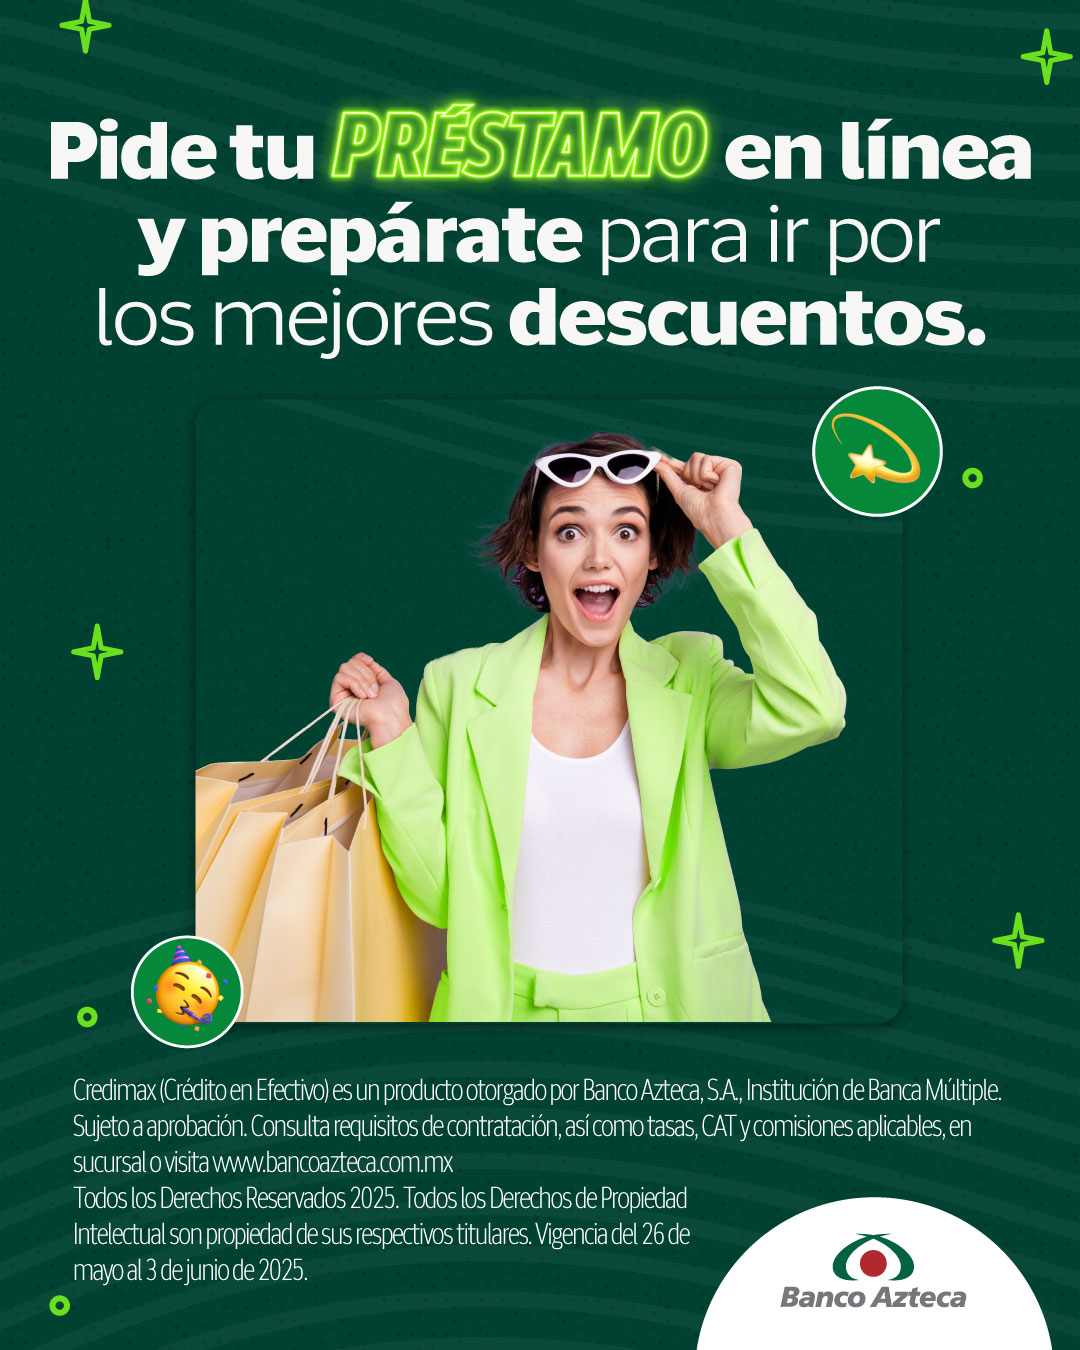 Pide tu PRÉSTAMO en línea
y prepárate para ir por
los mejores descuentos.
Credimax (Crédito en Efectivo) es un producto otorgado por Banco Azteca, S.A., Institución de Banca Múltiple.
Sujeto a aprobación. Consulta requisitos de contratación, así como tasas, CAT y comisiones aplicables, en
sucursal o visita www.bancoazteca.com.mx
Todos los Derechos Reservados 2025. Todos los Derechos de Propiedad
Intelectual son propiedad de sus respectivos titulares. Vigencia del 26 de
mayo al 3 de junio de 2025.
Banco Azteca